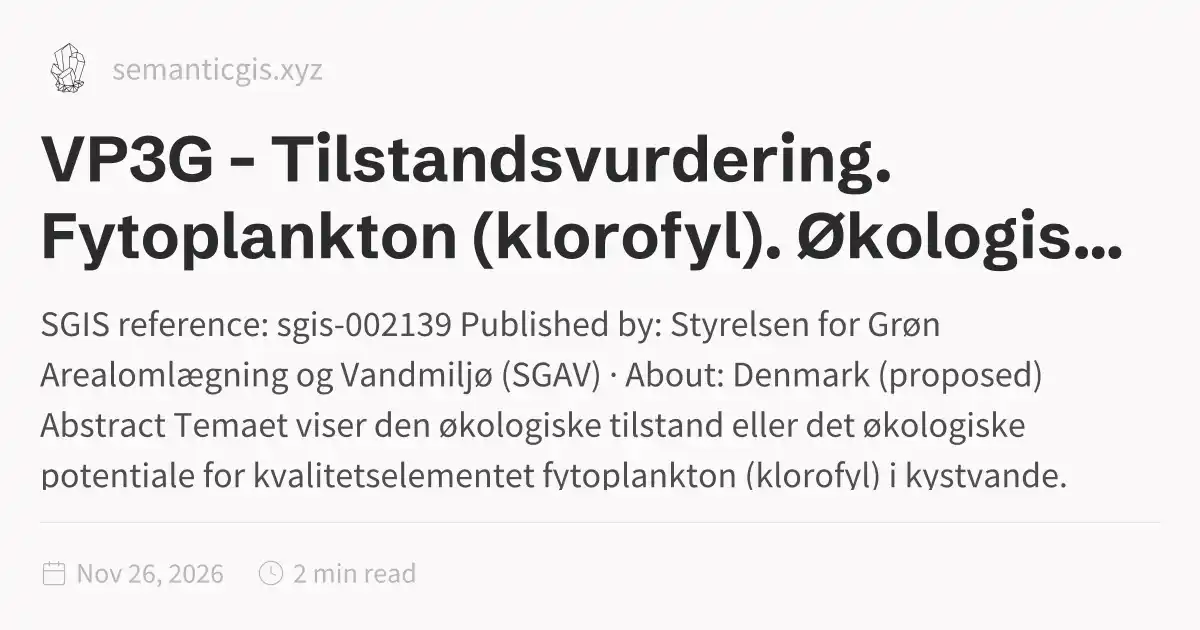 semanticgis.xyz
VP3G - Tilstandsvurdering.
Fytoplankton (klorofyl). Økologis...
SGIS reference: sgis-002139 Published by: Styrelsen for Grøn
Arealomlægning og Vandmiljø (SGAV) · About: Denmark (proposed)
Abstract Temaet viser den økologiske tilstand eller det økologiske
potentiale for kvalitetselementet fytoplankton (klorofyl) i kystvande.
Nov 26, 2026 2 min read